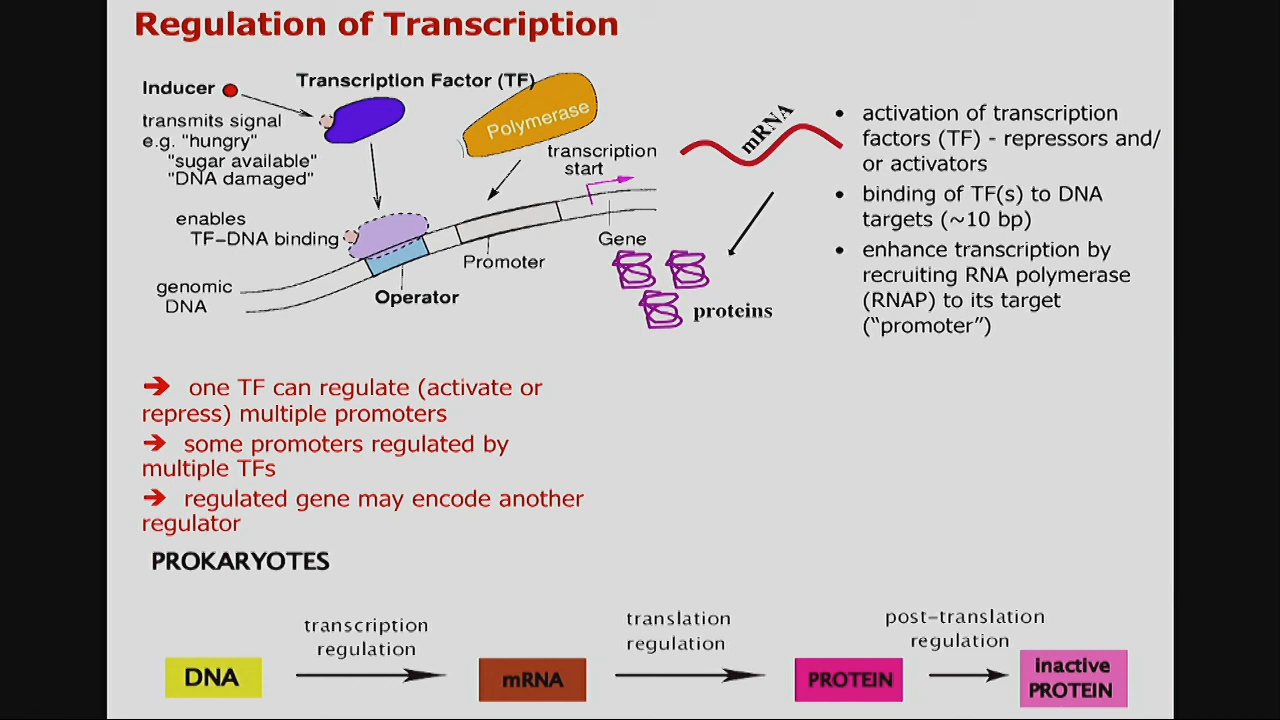 Regulation of Transcription
Inducer
transmits signal
e.g. "hungry"
"sugar available"
"DNA damaged"
Transcription Factor (TF)
Polymerase
transcription
start
enables
TF-DNA binding
genomic
DNA
Operator
Promoter
Gene
mRNA
proteins
• activation of transcription
factors (TF) - repressors and/
or activators
• binding of TF(s) to DNA
targets (~10 bp)
• enhance transcription by
recruiting RNA polymerase
(RNAP) to its target
(“promoter”)
➔ one TF can regulate (activate or
repress) multiple promoters
➔ some promoters regulated by
multiple TFs
➔ regulated gene may encode another
regulator
PROKARYOTES
DNA
transcription
regulation
mRNA
translation
regulation
PROTEIN
post-translation
regulation
inactive
PROTEIN